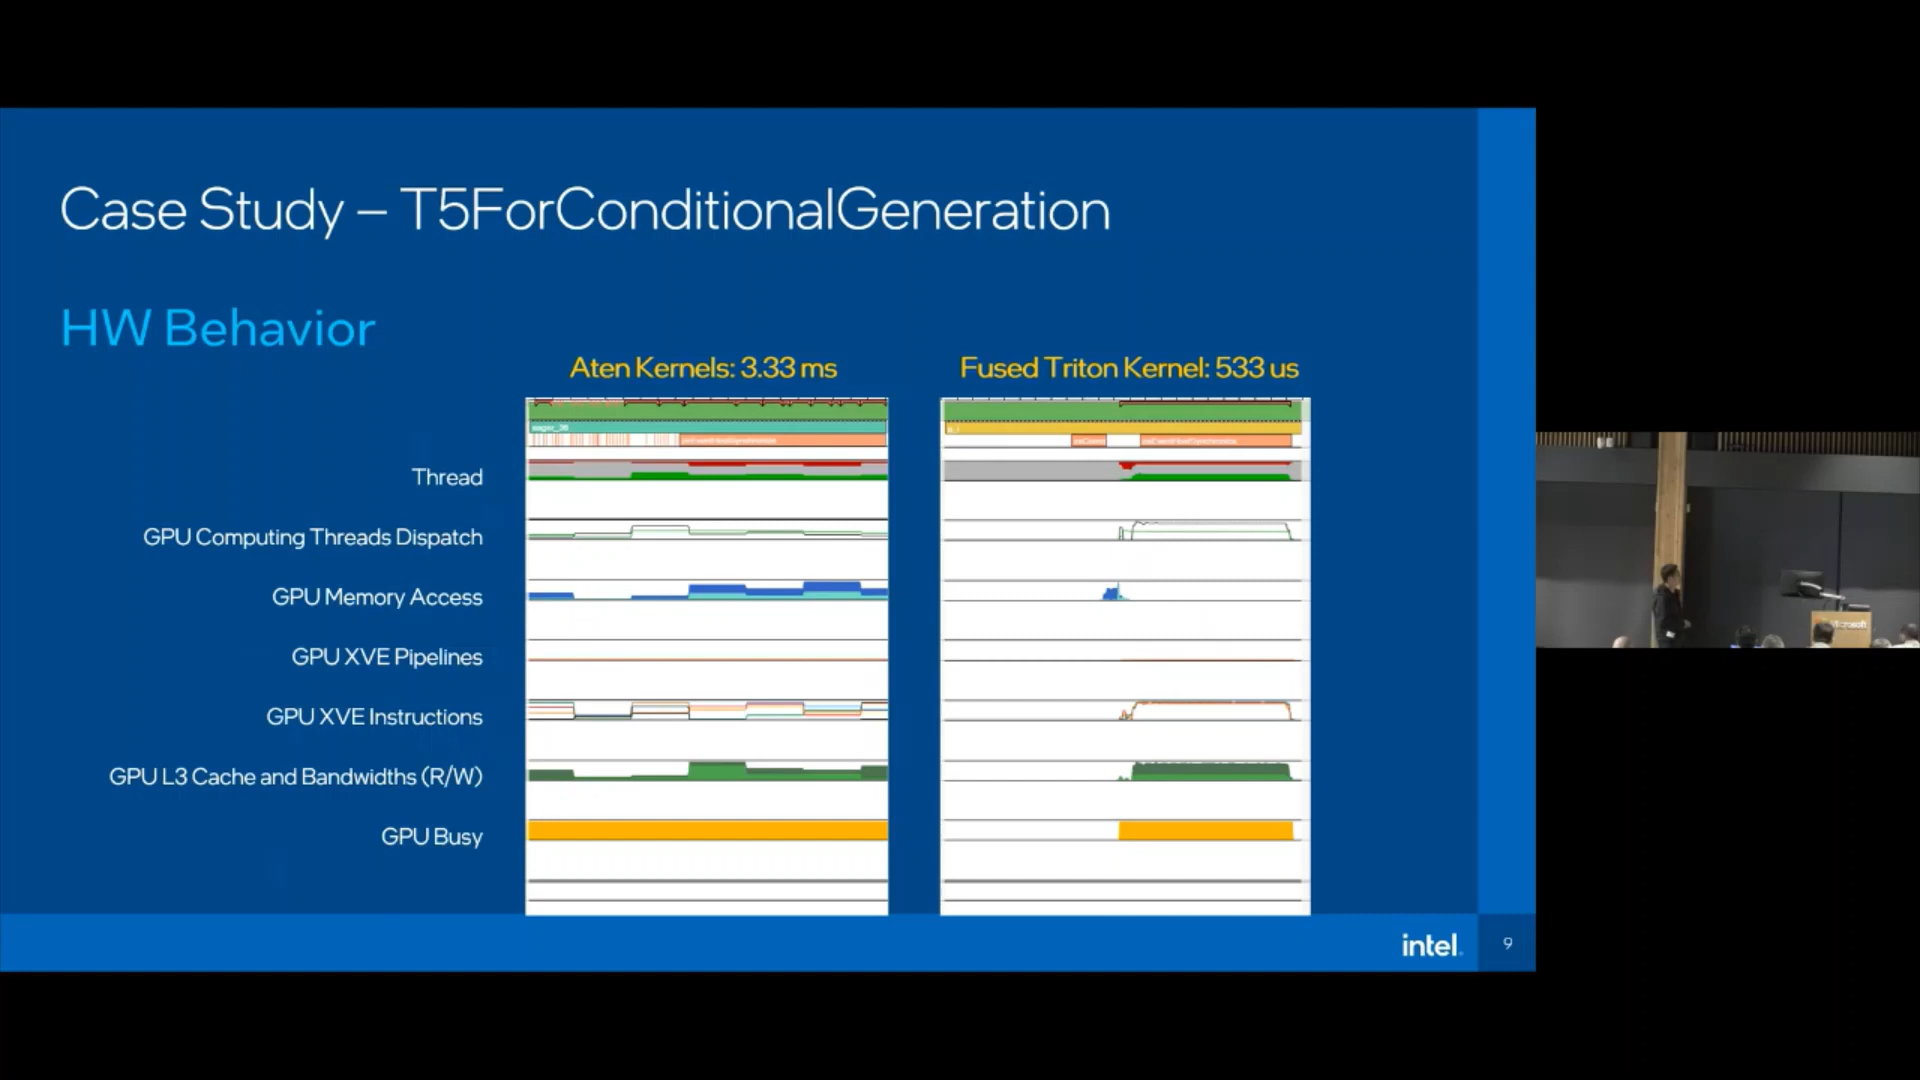 Case Study – T5ForConditionalGeneration
HW Behavior
Aten Kernels: 3.33 ms
Fused Triton Kernel: 533 us
Thread
GPU Computing Threads Dispatch
GPU Memory Access
GPU XVE Pipelines
GPU XVE Instructions
GPU L3 Cache and Bandwidths (R/W)
GPU Busy
intel.
9
Microsoft